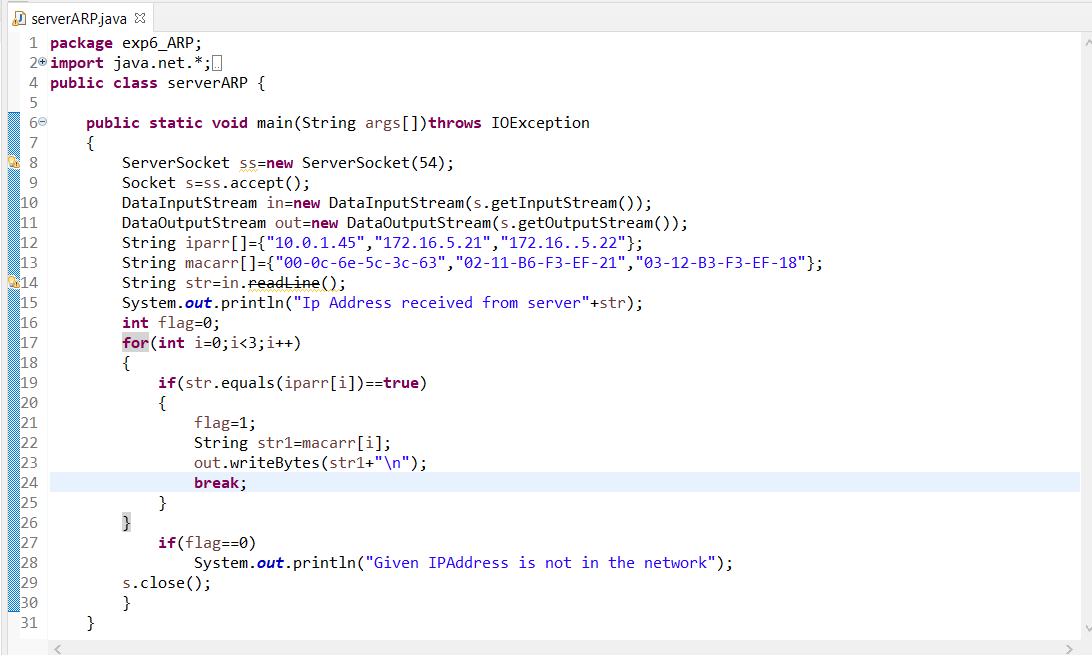 serverARP.java
1 package exp6_ARP;
2 import java.net.*;
4 public class serverARP {
5
6 public static void main(String args[])throws IOException
7 {
8 ServerSocket ss=new ServerSocket(54);
9 Socket s=ss.accept();
10 DataInputStream in=new DataInputStream(s.getInputStream());
11 DataOutputStream out=new DataOutputStream(s.getOutputStream());
12 String iparr[]={"10.0.1.45","172.16.5.21","172.16..5.22"};
13 String macarr[]={"00-0c-6e-5c-3c-63","02-11-B6-F3-EF-21","03-12-B3-F3-EF-18"};
14 String str=in.readLine();
15 System.out.println("Ip Address received from server"+str);
16 int flag=0;
17 for(int i=0;i<3;i++)
18 {
19 if(str.equals(iparr[i])==true)
20 {
21 flag=1;
22 String str1=macarr[i];
23 out.writeBytes(str1+"\n");
24 break;
25 }
26 }
27 if(flag==0)
28 System.out.println("Given IPAddress is not in the network");
29 s.close();
30 }
31 }